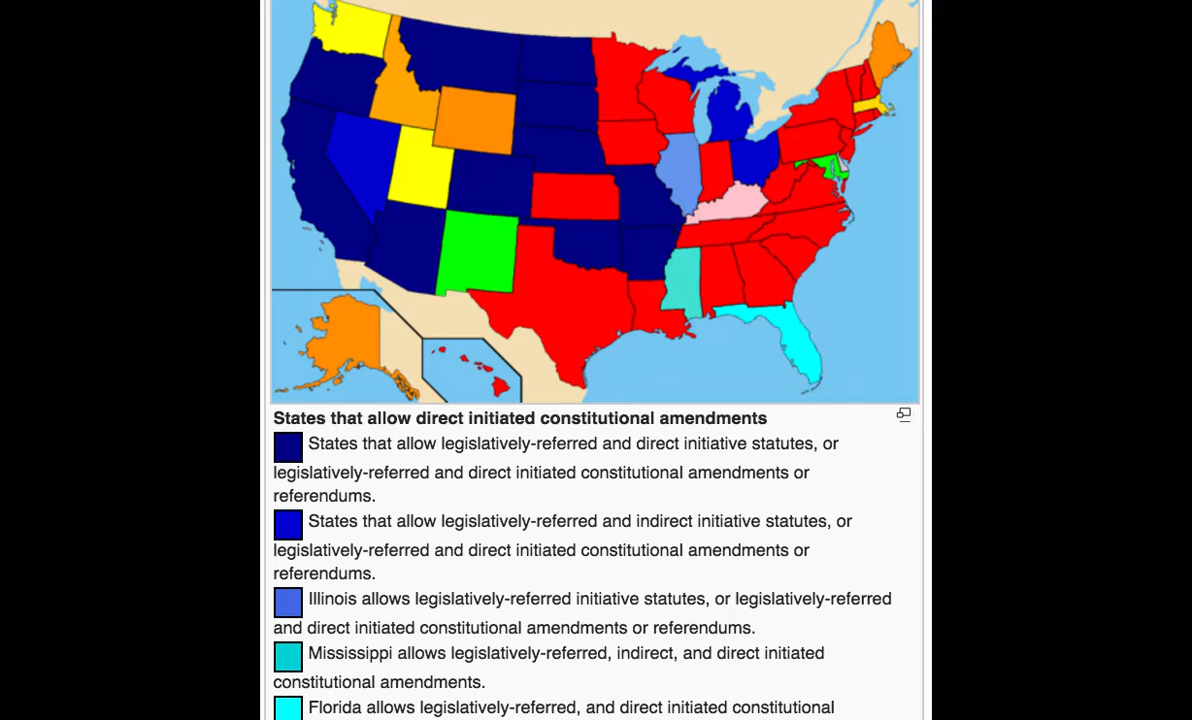 States that allow direct initiated constitutional amendments
States that allow legislatively-referred and direct initiative statutes, or
legislatively-referred and direct initiated constitutional amendments or
referendums.
States that allow legislatively-referred and indirect initiative statutes, or
legislatively-referred and direct initiated constitutional amendments or
referendums.
Illinois allows legislatively-referred initiative statutes, or legislatively-referred
and direct initiated constitutional amendments or referendums.
Mississippi allows legislatively-referred, indirect, and direct initiated
constitutional amendments.
Florida allows legislatively-referred, and direct initiated constitutional